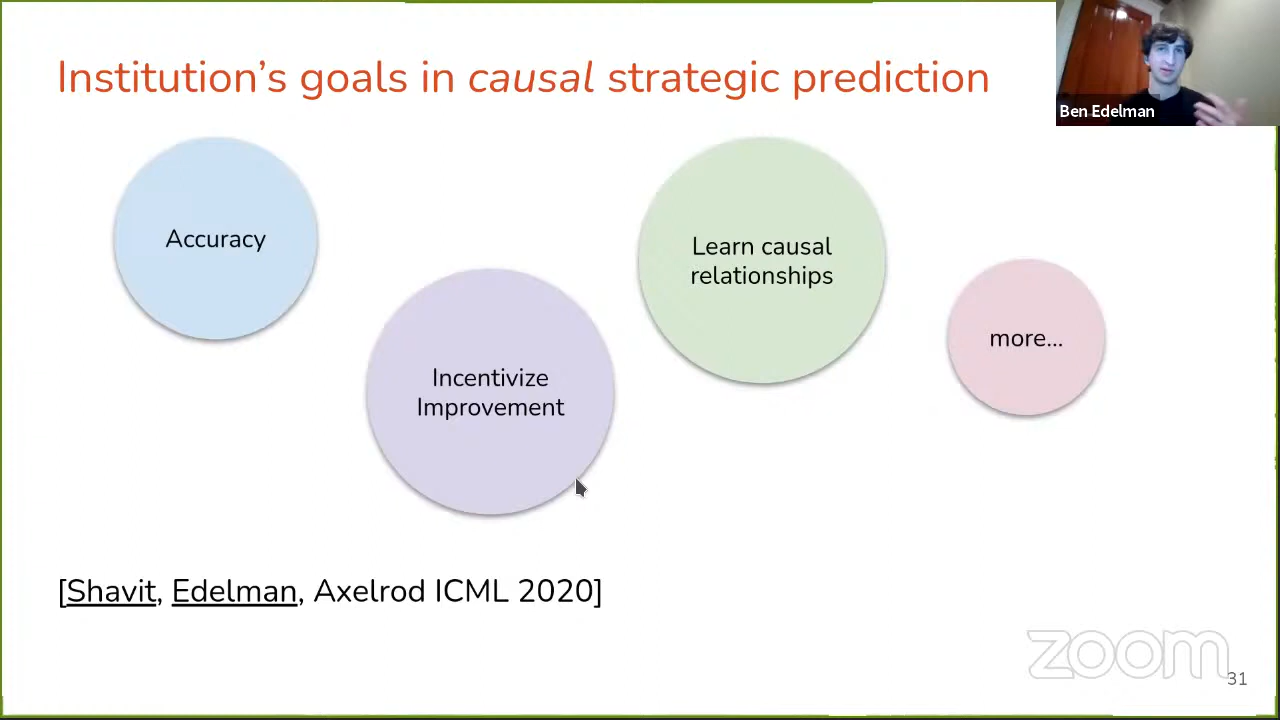 Institution's goals in causal strategic prediction
Ben Edelman
Accuracy
Learn causal
relationships
more...
Incentivize
Improvement
[Shavit, Edelman, Axelrod ICML 2020]
zoom
31